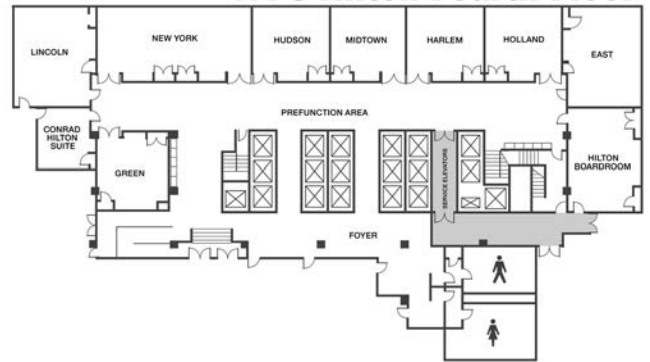 LINCOLN
NEW YORK
HUDSON
MIDTOWN
HARLEM
HOLLAND
EAST
PREFUNCTION AREA
CONRAD
HILTON
SUITE
GREEN
SERVICE ELEVATORS
HILTON
BOARDROOM
FOYER